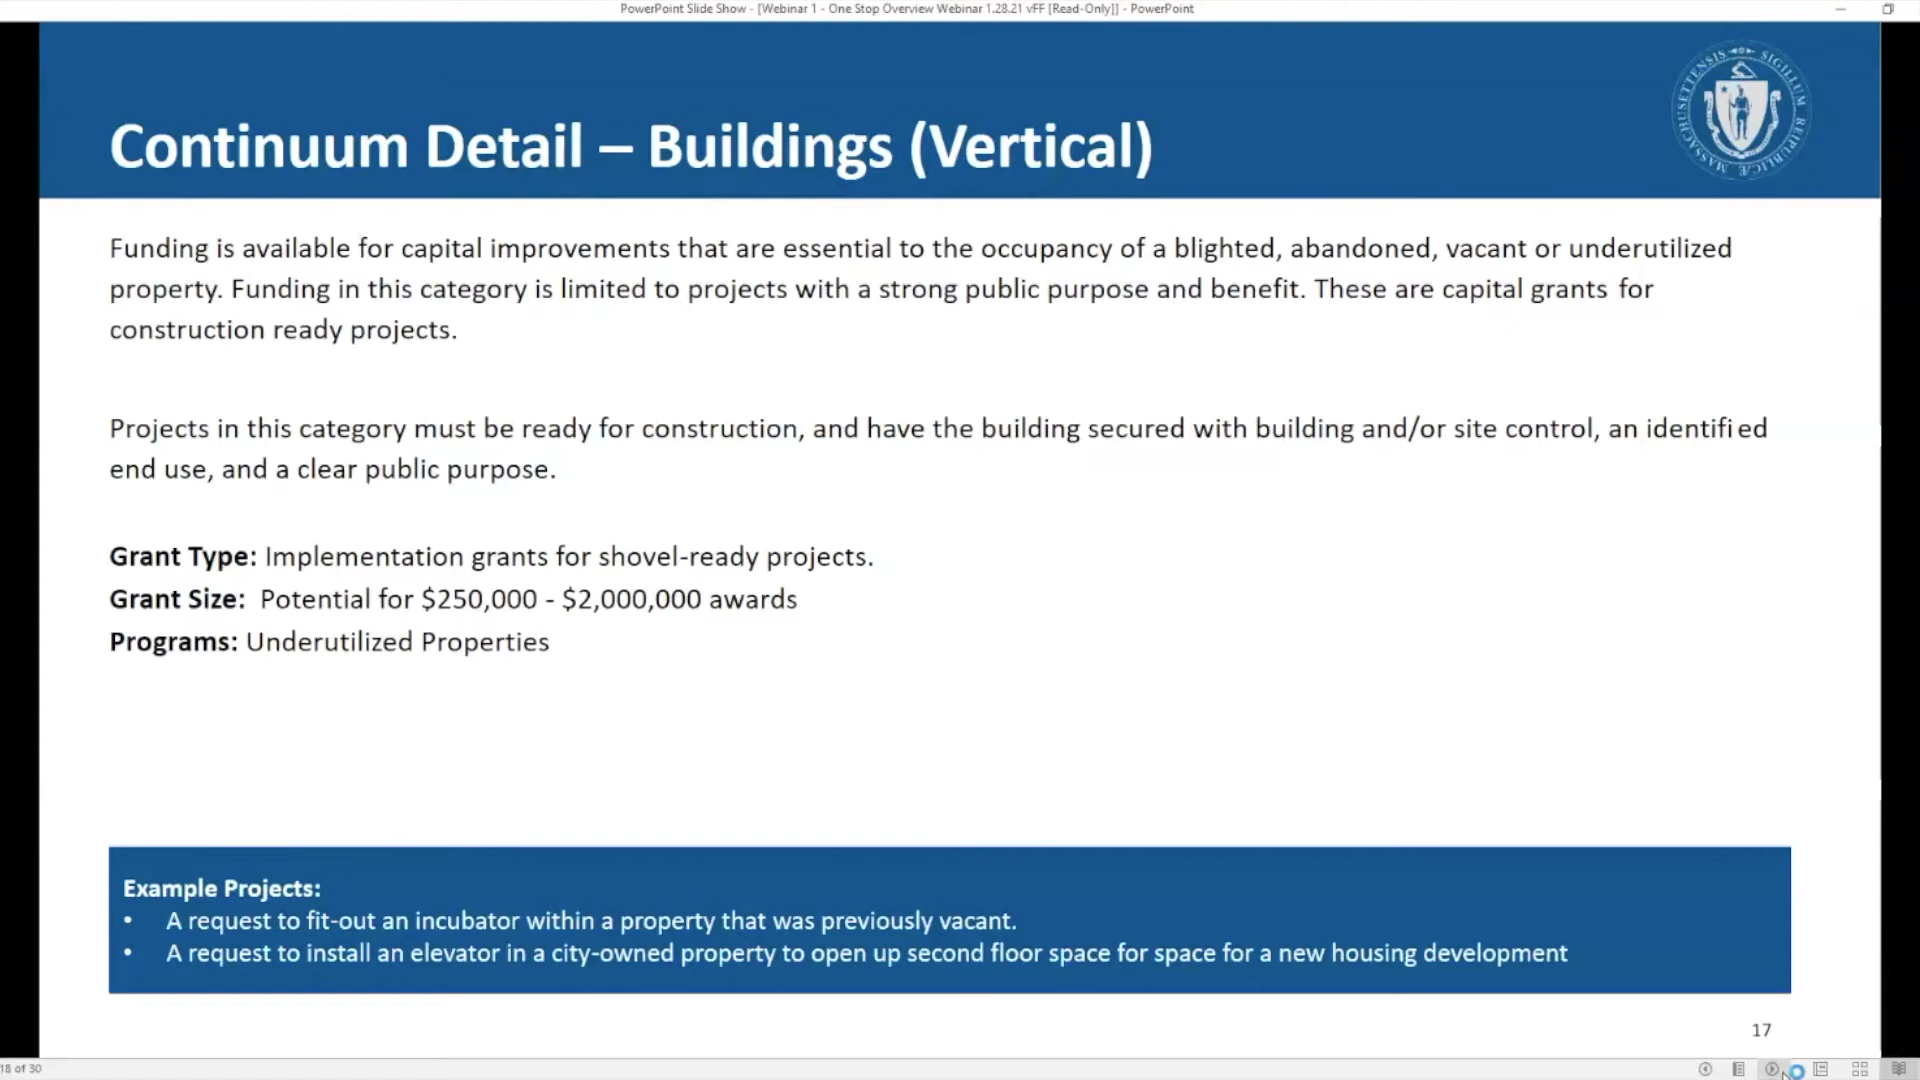 PowerPoint Slide Show - [Webinar 1 - One Stop Overview Webinar 1.28.21 vFF [Read-Only]] - PowerPoint
Continuum Detail – Buildings (Vertical)
SIGILLUM REIPUBLICÆ MASSACHUSETTENSIS
Funding is available for capital improvements that are essential to the occupancy of a blighted, abandoned, vacant or underutilized
property. Funding in this category is limited to projects with a strong public purpose and benefit. These are capital grants for
construction ready projects.
Projects in this category must be ready for construction, and have the building secured with building and/or site control, an identified
end use, and a clear public purpose.
Grant Type: Implementation grants for shovel-ready projects.
Grant Size: Potential for $250,000 - $2,000,000 awards
Programs: Underutilized Properties
Example Projects:
• A request to fit-out an incubator within a property that was previously vacant.
• A request to install an elevator in a city-owned property to open up second floor space for space for a new housing development
17
18 of 30